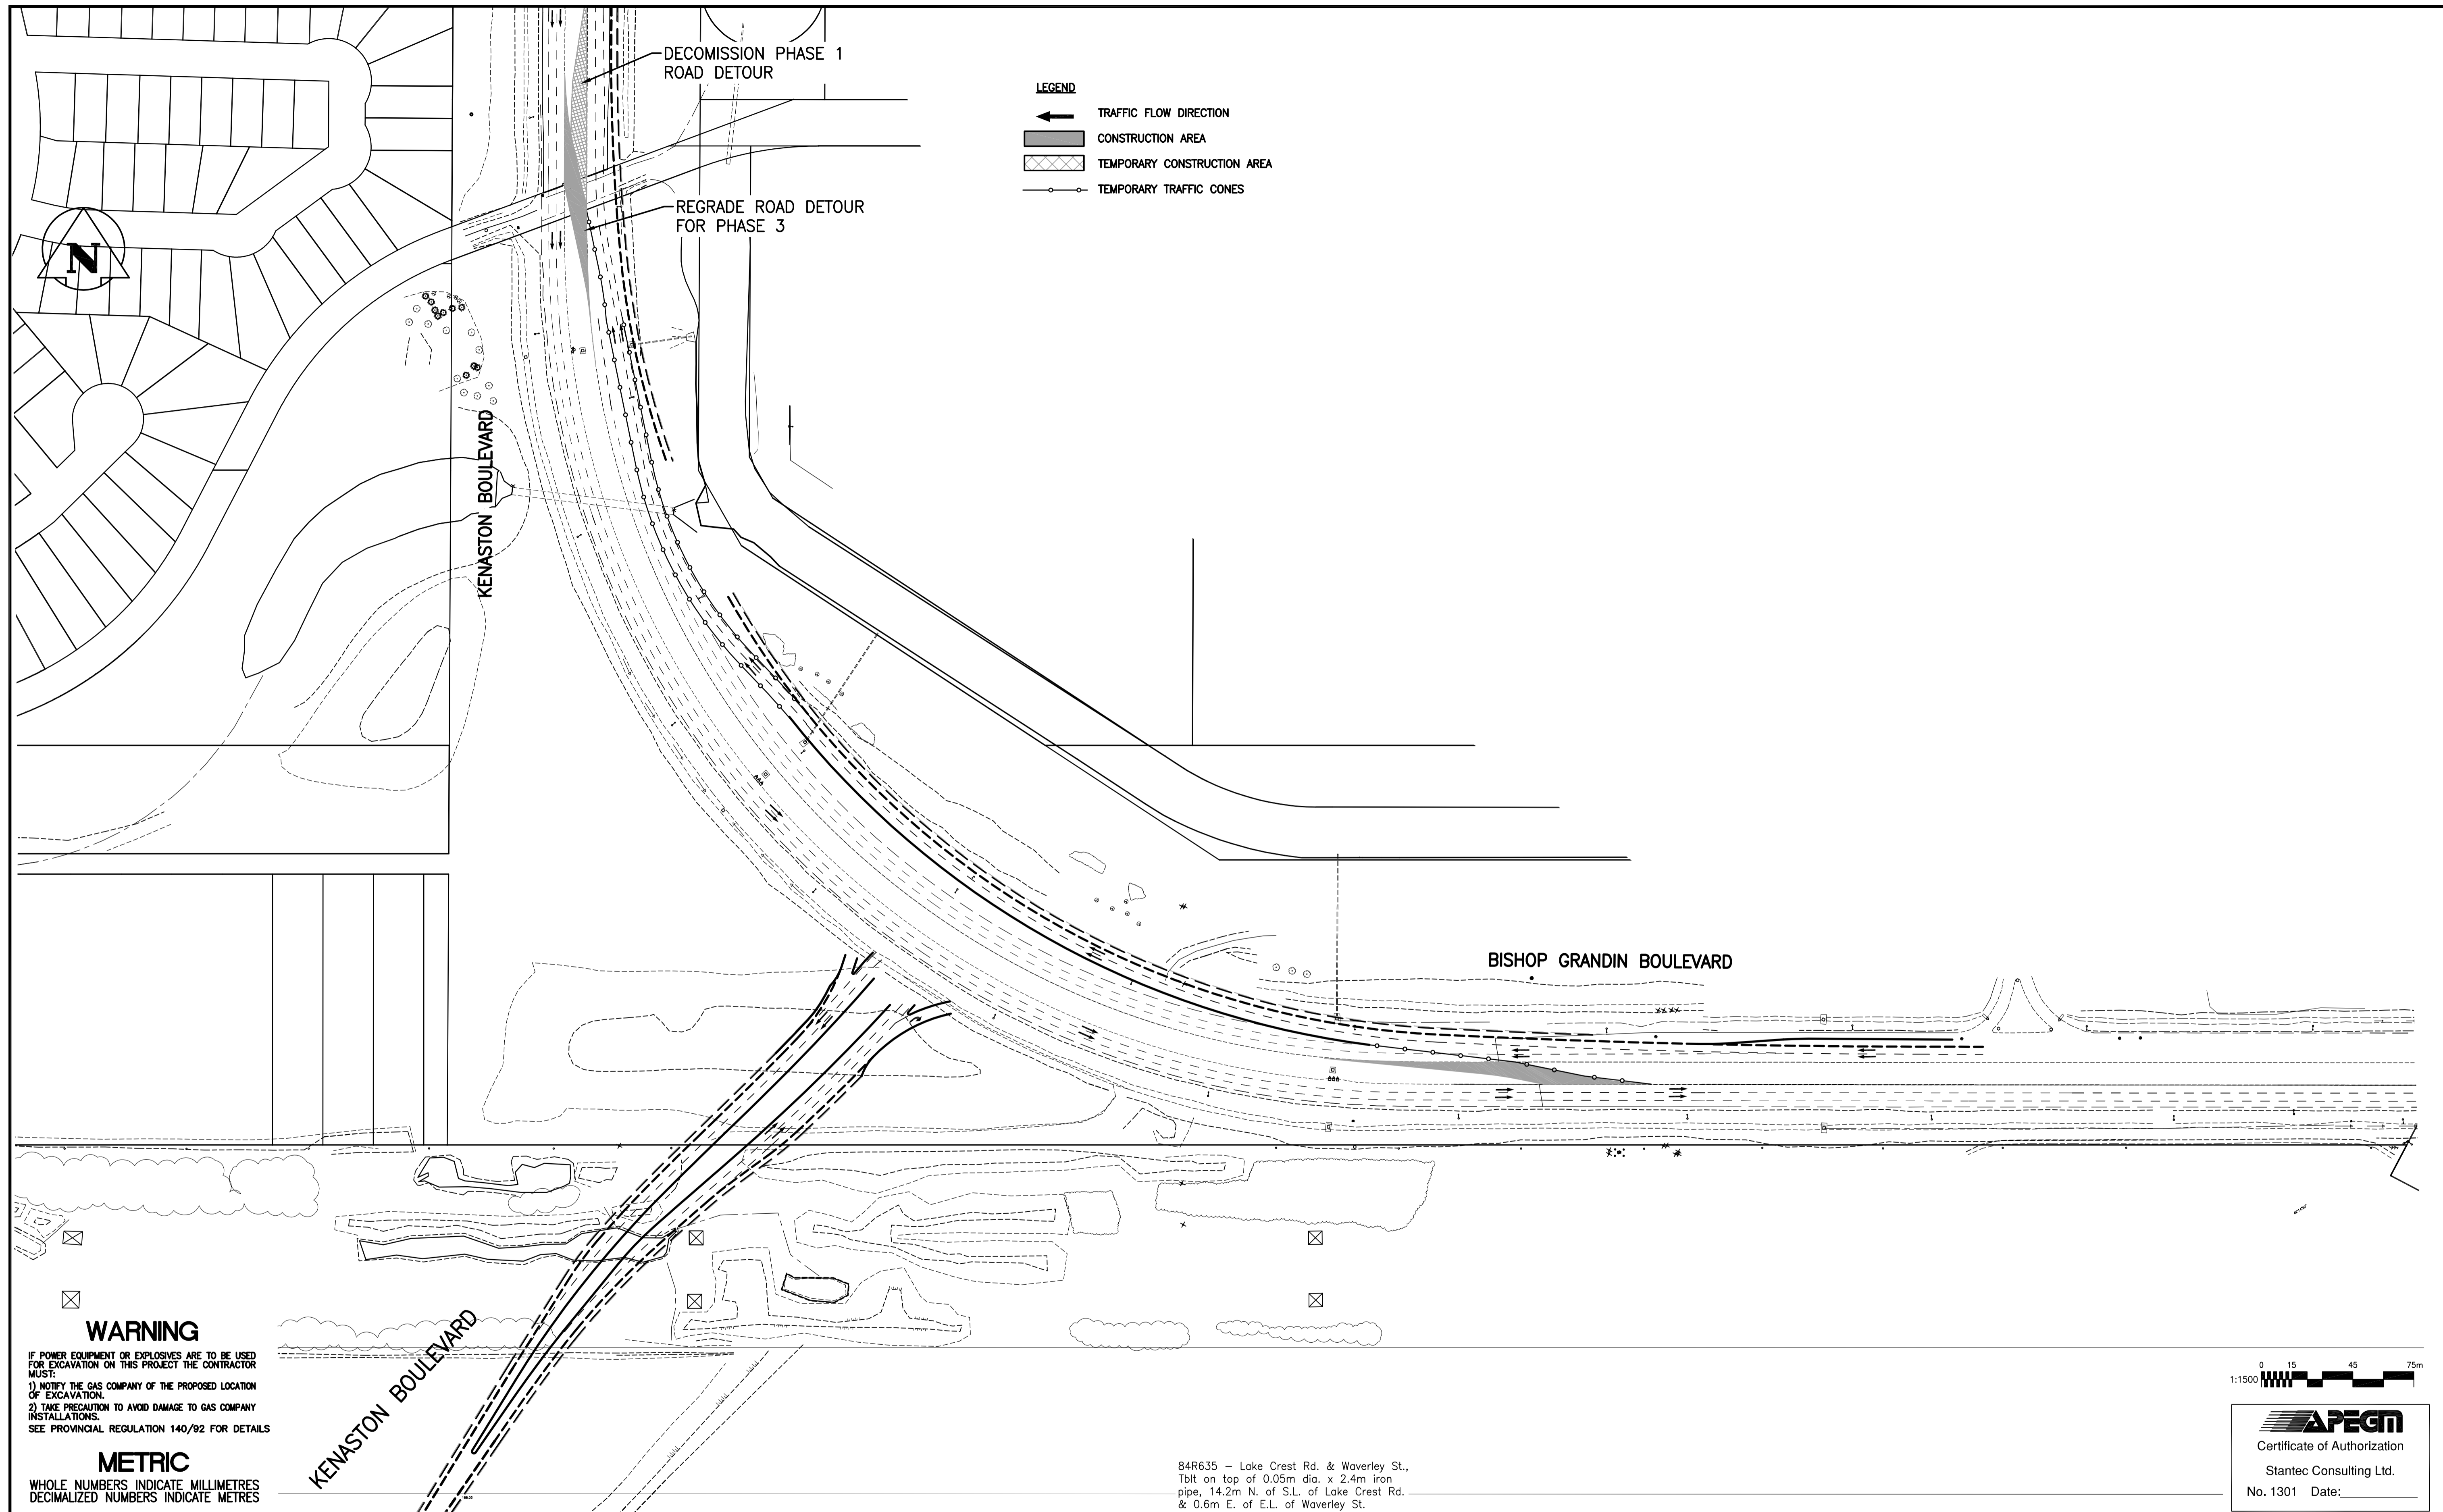 DECOMISSION PHASE 1
ROAD DETOUR
LEGEND
TRAFFIC FLOW DIRECTION
CONSTRUCTION AREA
TEMPORARY CONSTRUCTION AREA
TEMPORARY TRAFFIC CONES
REGRADE ROAD DETOUR
FOR PHASE 3
N
KENASTON BOULEVARD
BISHOP GRANDIN BOULEVARD
KENASTON BOULEVARD
WARNING
IF POWER EQUIPMENT OR EXPLOSIVES ARE TO BE USED
FOR EXCAVATION ON THIS PROJECT THE CONTRACTOR
MUST:
1) NOTIFY THE GAS COMPANY OF THE PROPOSED LOCATION
OF EXCAVATION.
2) TAKE PRECAUTION TO AVOID DAMAGE TO GAS COMPANY
INSTALLATIONS.
SEE PROVINCIAL REGULATION 140/92 FOR DETAILS
METRIC
WHOLE NUMBERS INDICATE MILLIMETRES
DECIMALIZED NUMBERS INDICATE METRES
84R635 – Lake Crest Rd. & Waverley St.,
Tblt on top of 0.05m dia. x 2.4m iron
pipe, 14.2m N. of S.L. of Lake Crest Rd.
& 0.6m E. of E.L. of Waverley St.
0 15 45 75m
1:1500
APEGM
Certificate of Authorization
Stantec Consulting Ltd.
No. 1301 Date: